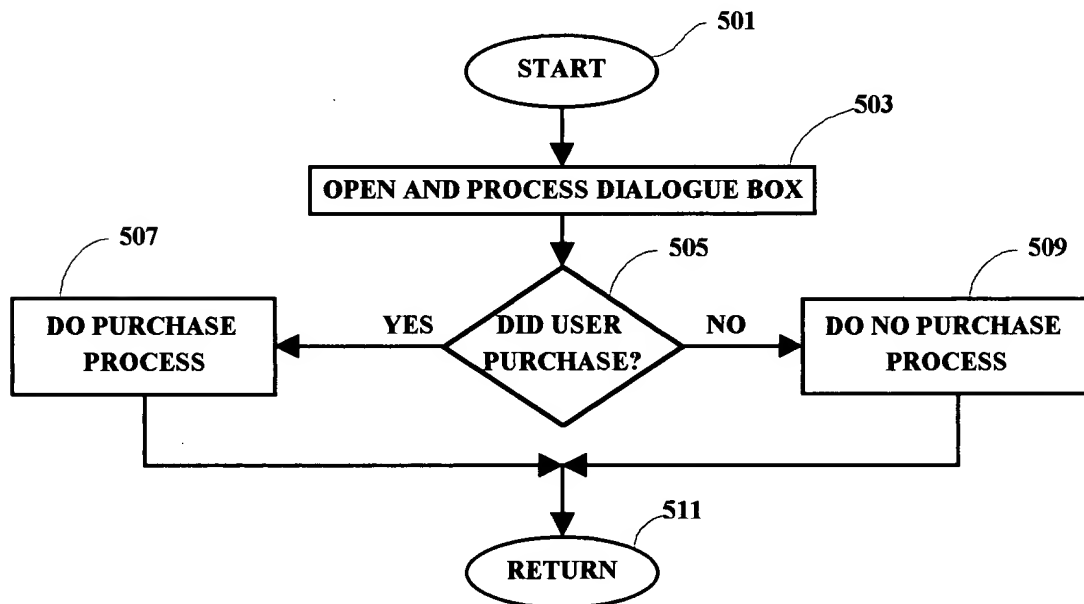 501
START
503
OPEN AND PROCESS DIALOGUE BOX
507
505
509
DO PURCHASE
PROCESS
YES
DID USER
PURCHASE?
NO
DO NO PURCHASE
PROCESS
511
RETURN